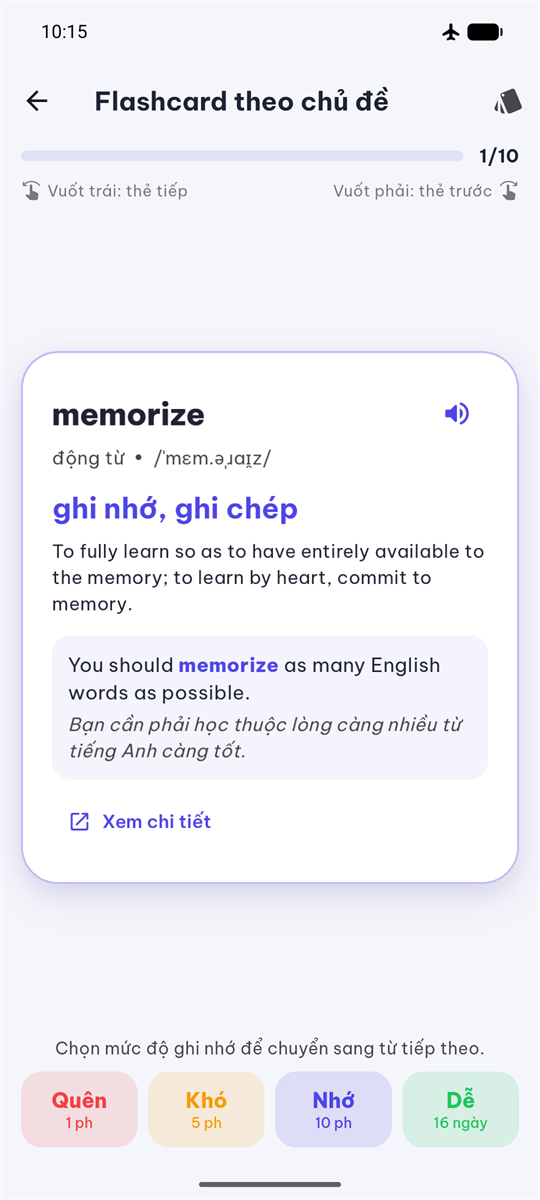 10:15
Flashcard theo chủ đề
1/10
Vuốt trái: thẻ tiếp
Vuốt phải: thẻ trước
memorize
động từ • /ˈmɛm.əˌɹaɪ̯z/
ghi nhớ, ghi chép
To fully learn so as to have entirely available to
the memory; to learn by heart, commit to
memory.
You should memorize as many English
words as possible.
Bạn cần phải học thuộc lòng càng nhiều từ
tiếng Anh càng tốt.
Xem chi tiết
Chọn mức độ ghi nhớ để chuyển sang từ tiếp theo.
Quên
1 ph
Khó
5 ph
Nhớ
10 ph
Dễ
16 ngày